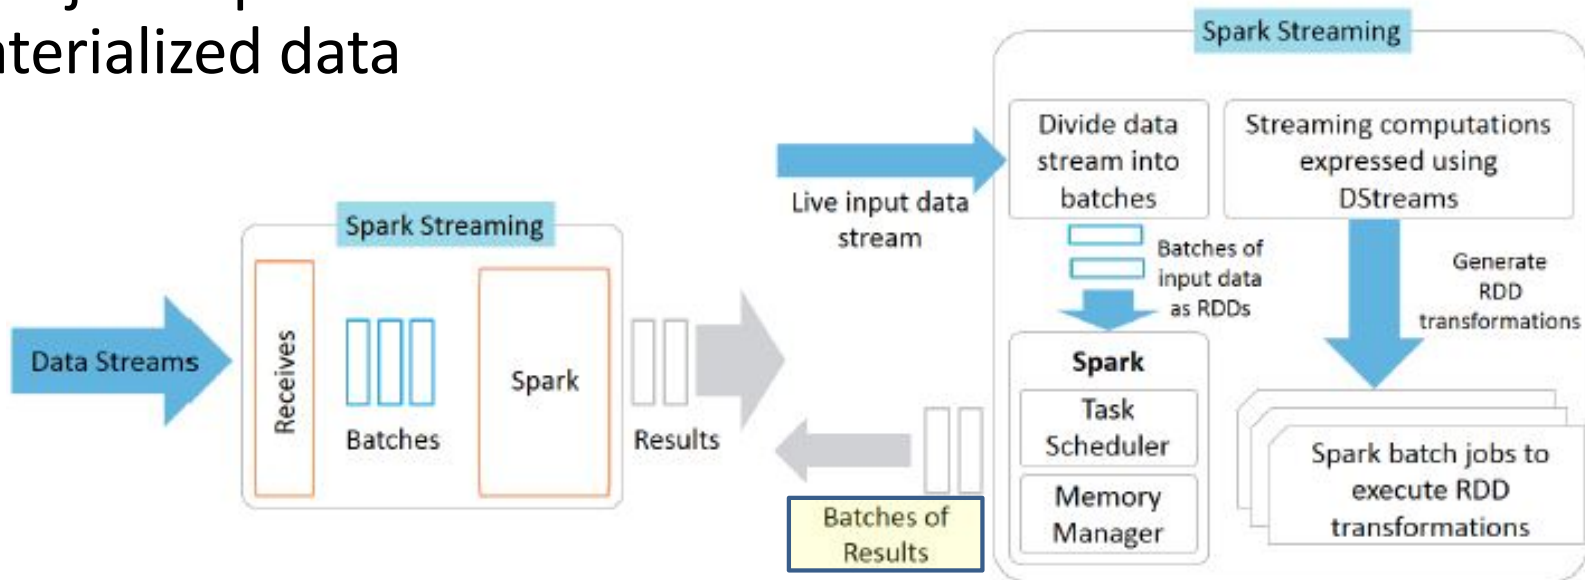 terialized data
Spark Streaming
Data Streams
Receives
Batches
Spark
Results
Spark Streaming
Live input data
stream
Divide data
stream into
batches
Streaming computations
expressed using
DStreams
Batches of
input data
as RDDs
Generate
RDD
transformations
Spark
Task
Scheduler
Memory
Manager
Spark batch jobs to
execute RDD
transformations
Batches of
Results